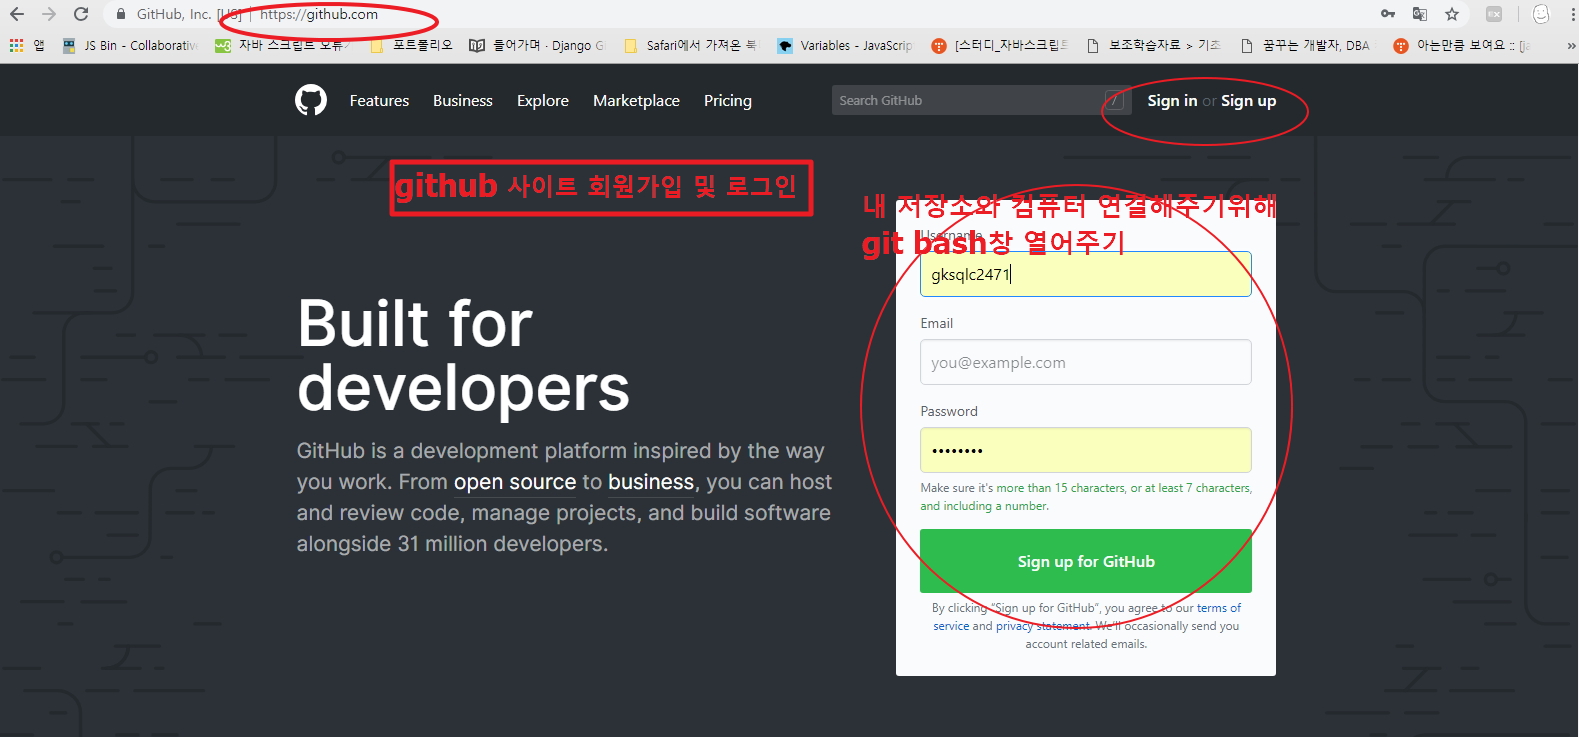 GitHub, Inc. [US] | https://github.com
앱 JS Bin - Collaborativ 자바 스크립트 오류 포트폴리오 들어가며 · Django G Safari에서 가져온 북 Variables - JavaScrip [스터디_자바스크립트 보조학습자료 > 기초 꿈꾸는 개발자, DBA 아는만큼 보여요 :: [ja »
Features Business Explore Marketplace Pricing Search GitHub / Sign in or Sign up
github 사이트 회원가입 및 로그인
내 저장소와 컴퓨터 연결해주기위해
git bash창 열어주기
Username
gksqlc2471
Built for
developers
GitHub is a development platform inspired by the way
you work. From open source to business, you can host
and review code, manage projects, and build software
alongside 31 million developers.
Email
you@example.com
Password
••••••••
Make sure it's more than 15 characters, or at least 7 characters,
and including a number.
Sign up for GitHub
By clicking “Sign up for GitHub”, you agree to our terms of
service and privacy statement. We'll occasionally send you
account related emails.